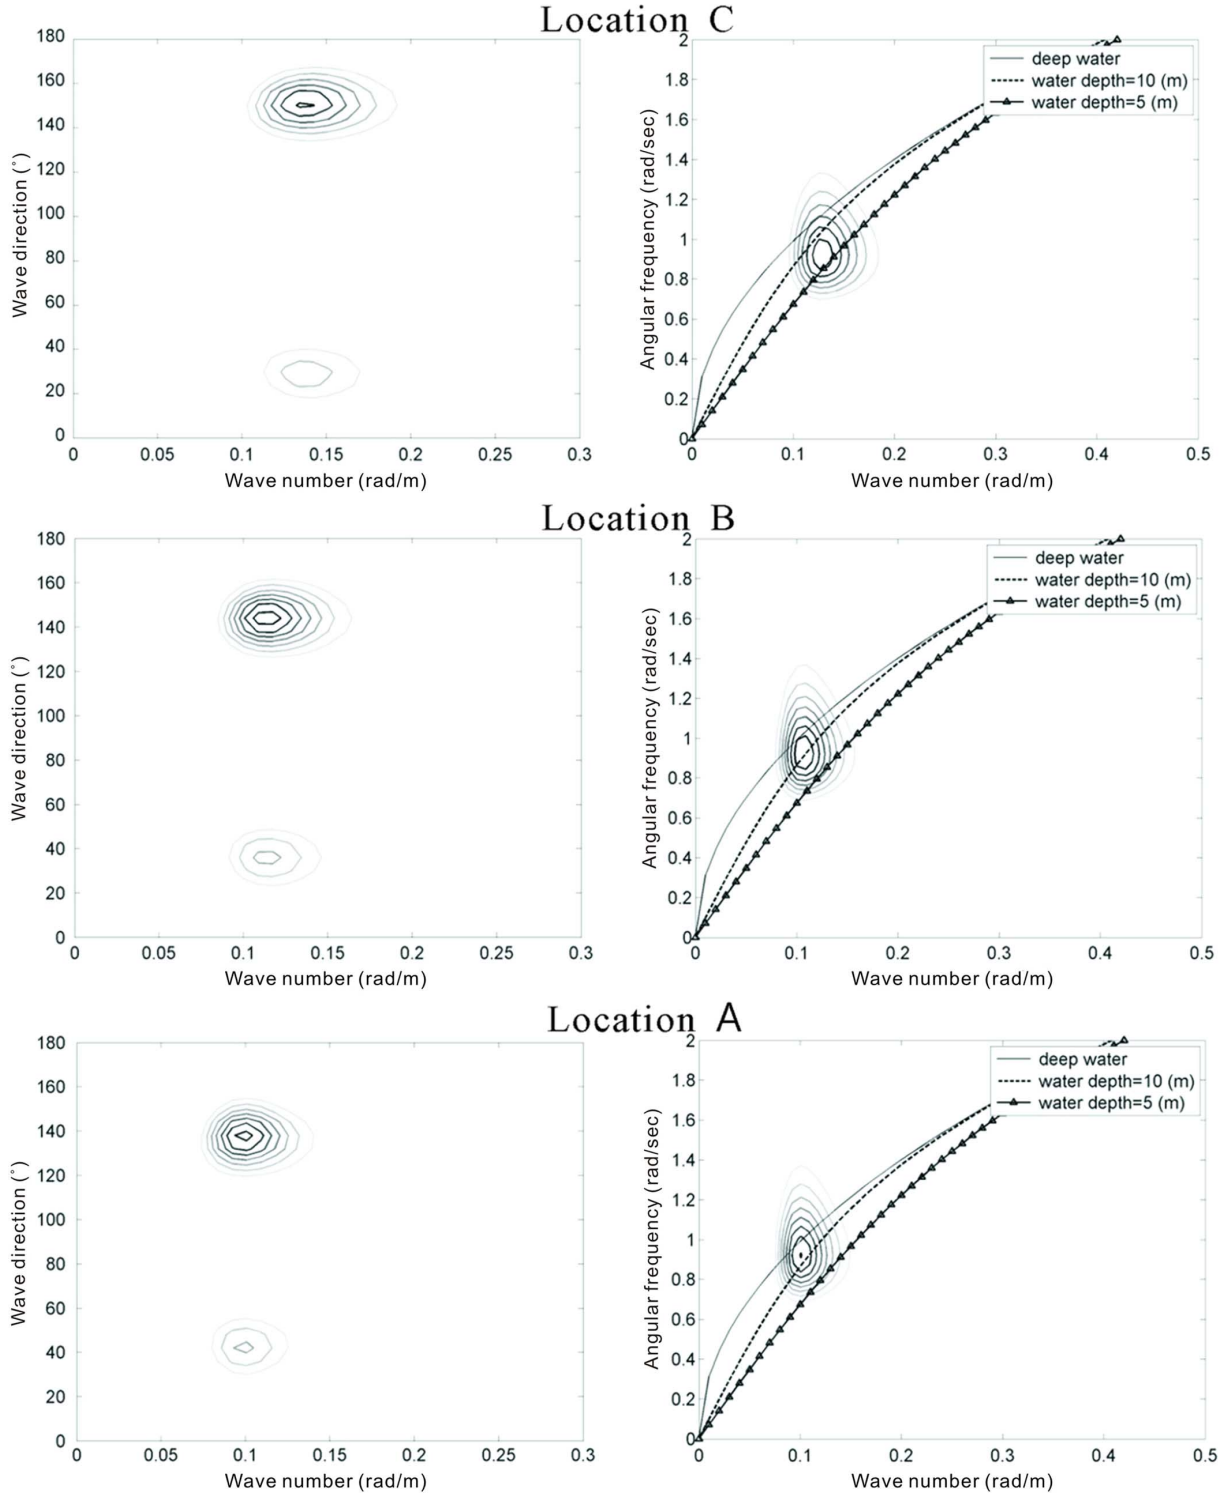 Location C
180
160
140
120
100
80
60
40
20
0
Wave direction (°)
0 0.05 0.1 0.15 0.2 0.25 0.3
Wave number (rad/m)
2
1.8
1.6
1.4
1.2
1
0.8
0.6
0.4
0.2
0
Angular frequency (rad/sec)
deep water
water depth=10 (m)
water depth=5 (m)
0 0.1 0.2 0.3 0.4 0.5
Wave number (rad/m)
Location B
180
160
140
120
100
80
60
40
20
0
Wave direction (°)
0 0.05 0.1 0.15 0.2 0.25 0.3
Wave number (rad/m)
2
1.8
1.6
1.4
1.2
1
0.8
0.6
0.4
0.2
0
Angular frequency (rad/sec)
deep water
water depth=10 (m)
water depth=5 (m)
0 0.1 0.2 0.3 0.4 0.5
Wave number (rad/m)
Location A
180
160
140
120
100
80
60
40
20
0
Wave direction (°)
0 0.05 0.1 0.15 0.2 0.25 0.3
Wave number (rad/m)
2
1.8
1.6
1.4
1.2
1
0.8
0.6
0.4
0.2
0
Angular frequency (rad/sec)
deep water
water depth=10 (m)
water depth=5 (m)
0 0.1 0.2 0.3 0.4 0.5
Wave number (rad/m)